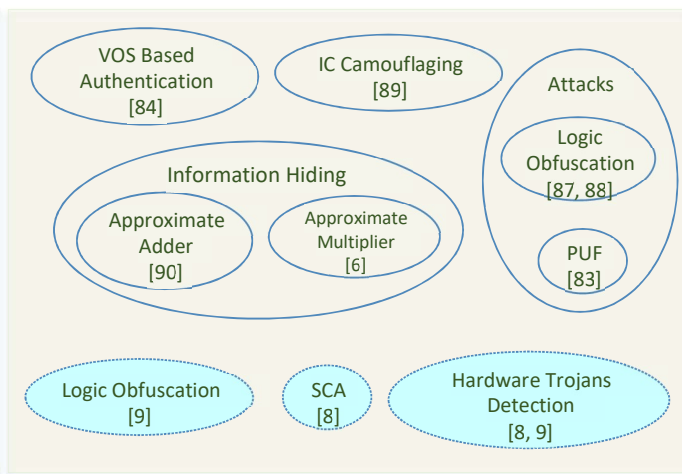 VOS Based
Authentication
[84]
IC Camouflaging
[89]
Attacks
Logic
Obfuscation
[87, 88]
PUF
[83]
Information Hiding
Approximate
Adder
[90]
Approximate
Multiplier
[6]
Logic Obfuscation
[9]
SCA
[8]
Hardware Trojans
Detection
[8, 9]